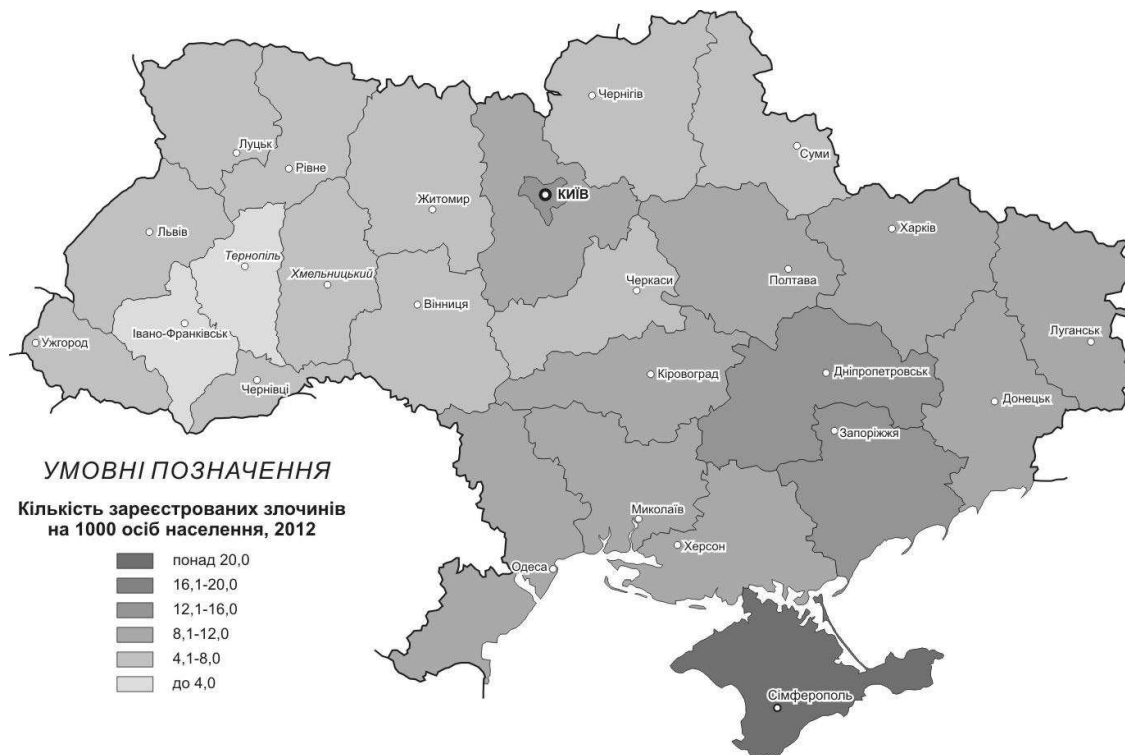 Чернігів
Луцьк
Рівне
Суми
КИЇВ
Житомир
Львів
Харків
Тернопіль
Хмельницький
Полтава
Черкаси
Вінниця
Івано-Франківськ
Луганськ
Ужгород
Кіровоград
Дніпропетровськ
Чернівці
Донецьк
Запоріжжя
УМОВНІ ПОЗНАЧЕННЯ
Кількість зареєстрованих злочинів
на 1000 осіб населення, 2012
понад 20,0
16,1-20,0
12,1-16,0
8,1-12,0
4,1-8,0
до 4,0
Миколаїв
Херсон
Одеса
Сімферополь